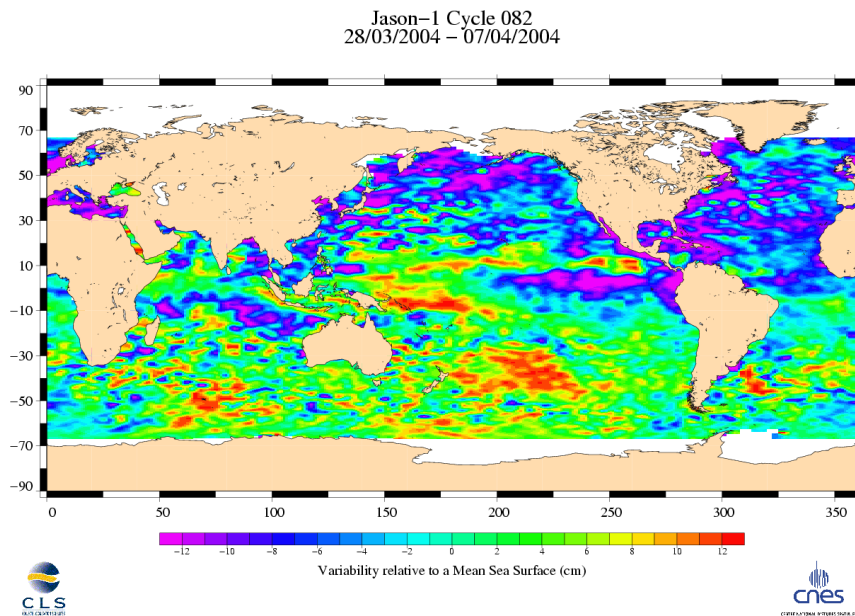 Jason-1 Cycle 082
28/03/2004 – 07/04/2004
90
70
50
30
10
−10
−30
−50
−70
−90
0 50 100 150 200 250 300 350
−12 −10 −8 −6 −4 −2 0 2 4 6 8 10 12
Variability relative to a Mean Sea Surface (cm)
CLS
cnes